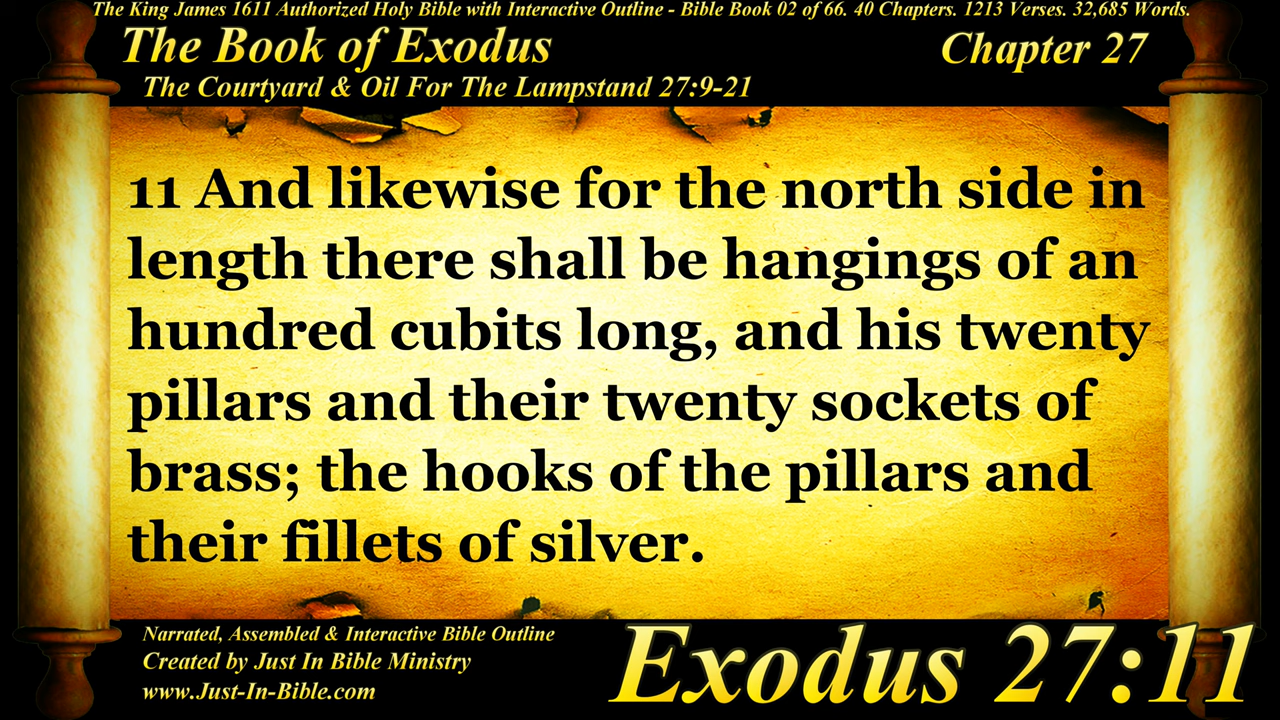 The King James 1611 Authorized Holy Bible with Interactive Outline - Bible Book 02 of 66. 40 Chapters. 1213 Verses. 32,685 Words.
The Book of Exodus
Chapter 27
The Courtyard & Oil For The Lampstand 27:9-21
11 And likewise for the north side in
length there shall be hangings of an
hundred cubits long, and his twenty
pillars and their twenty sockets of
brass; the hooks of the pillars and
their fillets of silver.
Narrated, Assembled & Interactive Bible Outline
Created by Just In Bible Ministry
www.Just-In-Bible.com
Exodus 27:11